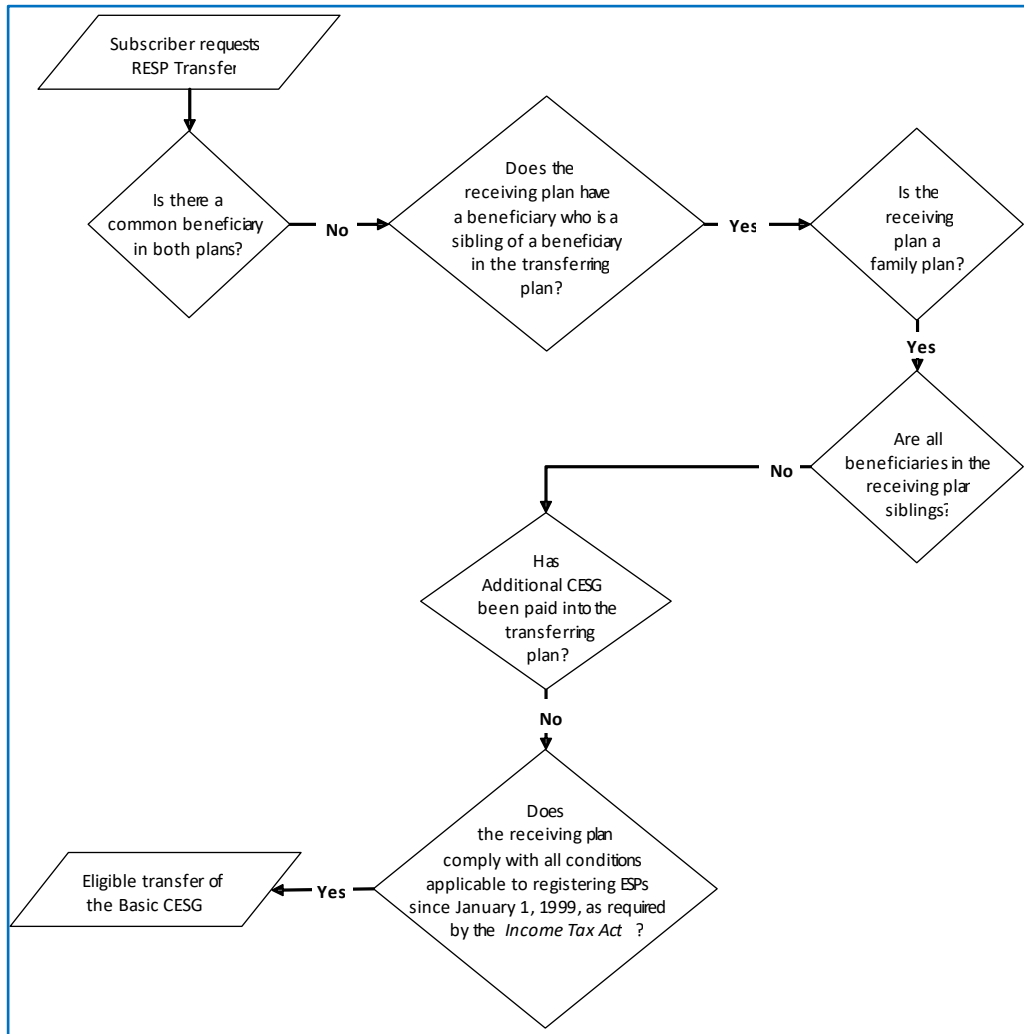 Subscriber requests
RESP Transfer
Is there a
common beneficiary
in both plans?
No
Does the
receiving plan have
a beneficiary who is a
sibling of a beneficiary
in the transferring
plan?
Yes
Is the
receiving
plan a
family plan?
Yes
Are all
beneficiaries in the
receiving plan
siblings?
No
Has
Additional CESG
been paid into the
transferring
plan?
No
Does
the receiving plan
comply with all conditions
applicable to registering ESPs
since January 1, 1999, as required
by the Income Tax Act ?
Yes
Eligible transfer of
the Basic CESG